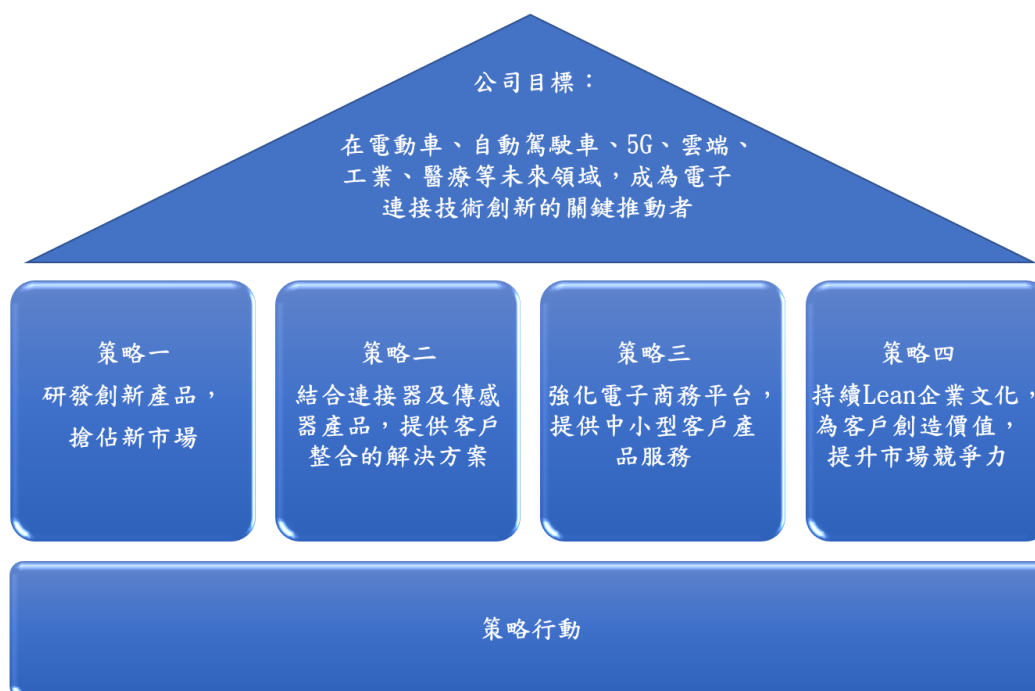 公司目標：
在電動車、自動駕駛車、5G、雲端、
工業、醫療等未來領域，成為電子
連接技術創新的關鍵推動者
策略一
研發創新產品，
搶佔新市場
策略二
結合連接器及傳感
器產品，提供客戶
整合的解決方案
策略三
強化電子商務平台，
提供中小型客戶產
品服務
策略四
持續Lean企業文化，
為客戶創造價值，
提升市場競爭力
策略行動